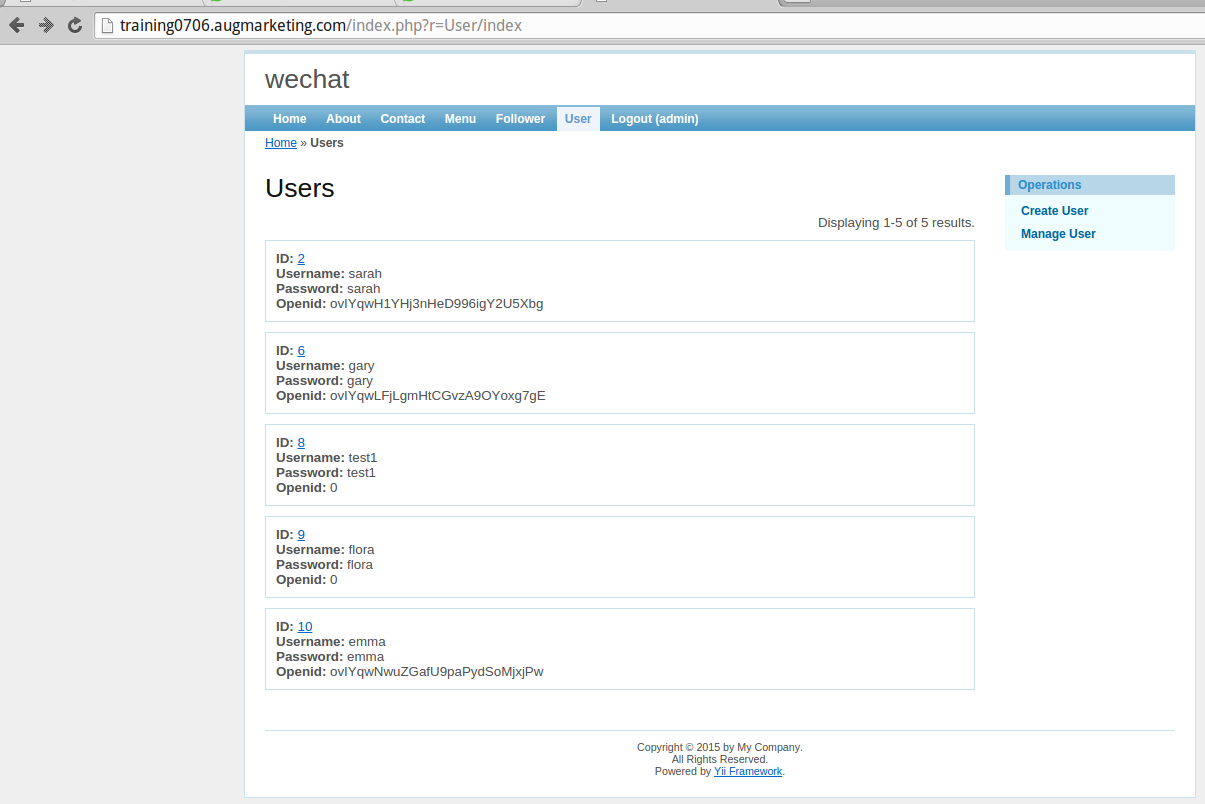 training0706.augmarketing.com/index.php?r=User/index
wechat
Home About Contact Menu Follower User Logout (admin)
Home » Users
Users
Displaying 1-5 of 5 results.
ID: 2
Username: sarah
Password: sarah
Openid: ovIYqwH1YHj3nHeD996igY2U5Xbg
ID: 6
Username: gary
Password: gary
Openid: ovIYqwLFjLgmHtCGvzA9OYoxg7gE
ID: 8
Username: test1
Password: test1
Openid: 0
ID: 9
Username: flora
Password: flora
Openid: 0
ID: 10
Username: emma
Password: emma
Openid: ovIYqwNwuZGafU9paPydSoMjxjPw
Operations
Create User
Manage User
Copyright © 2015 by My Company.
All Rights Reserved.
Powered by Yii Framework.